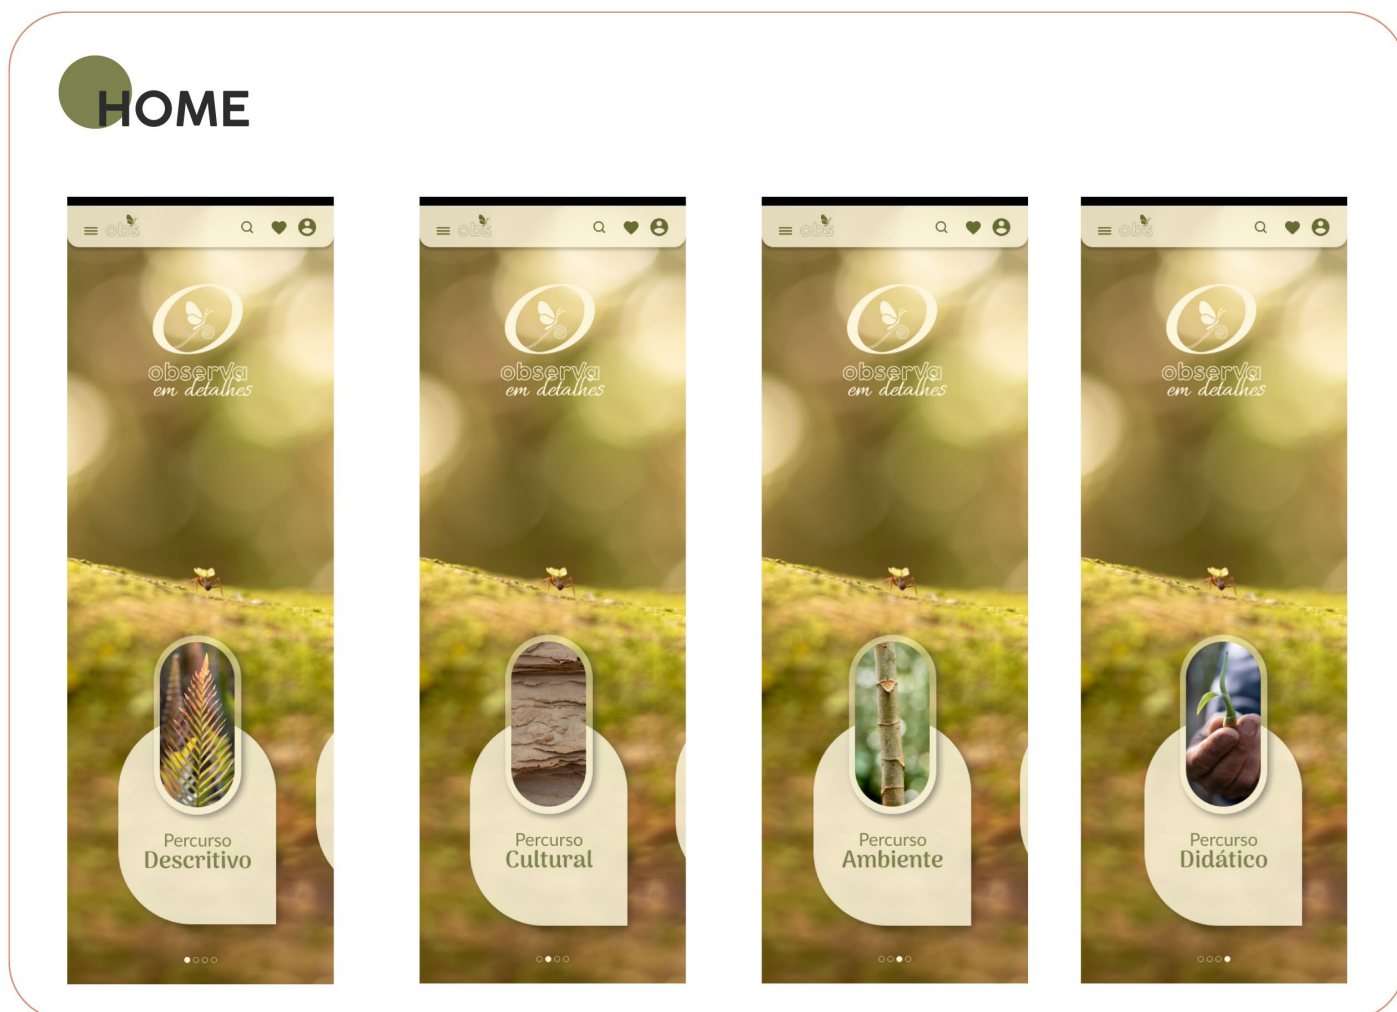 HOME
obs
obs
obs
obs
observa
em detalhes
observa
em detalhes
observa
em detalhes
observa
em detalhes
Percurso
Descritivo
Percurso
Cultural
Percurso
Ambiente
Percurso
Didático